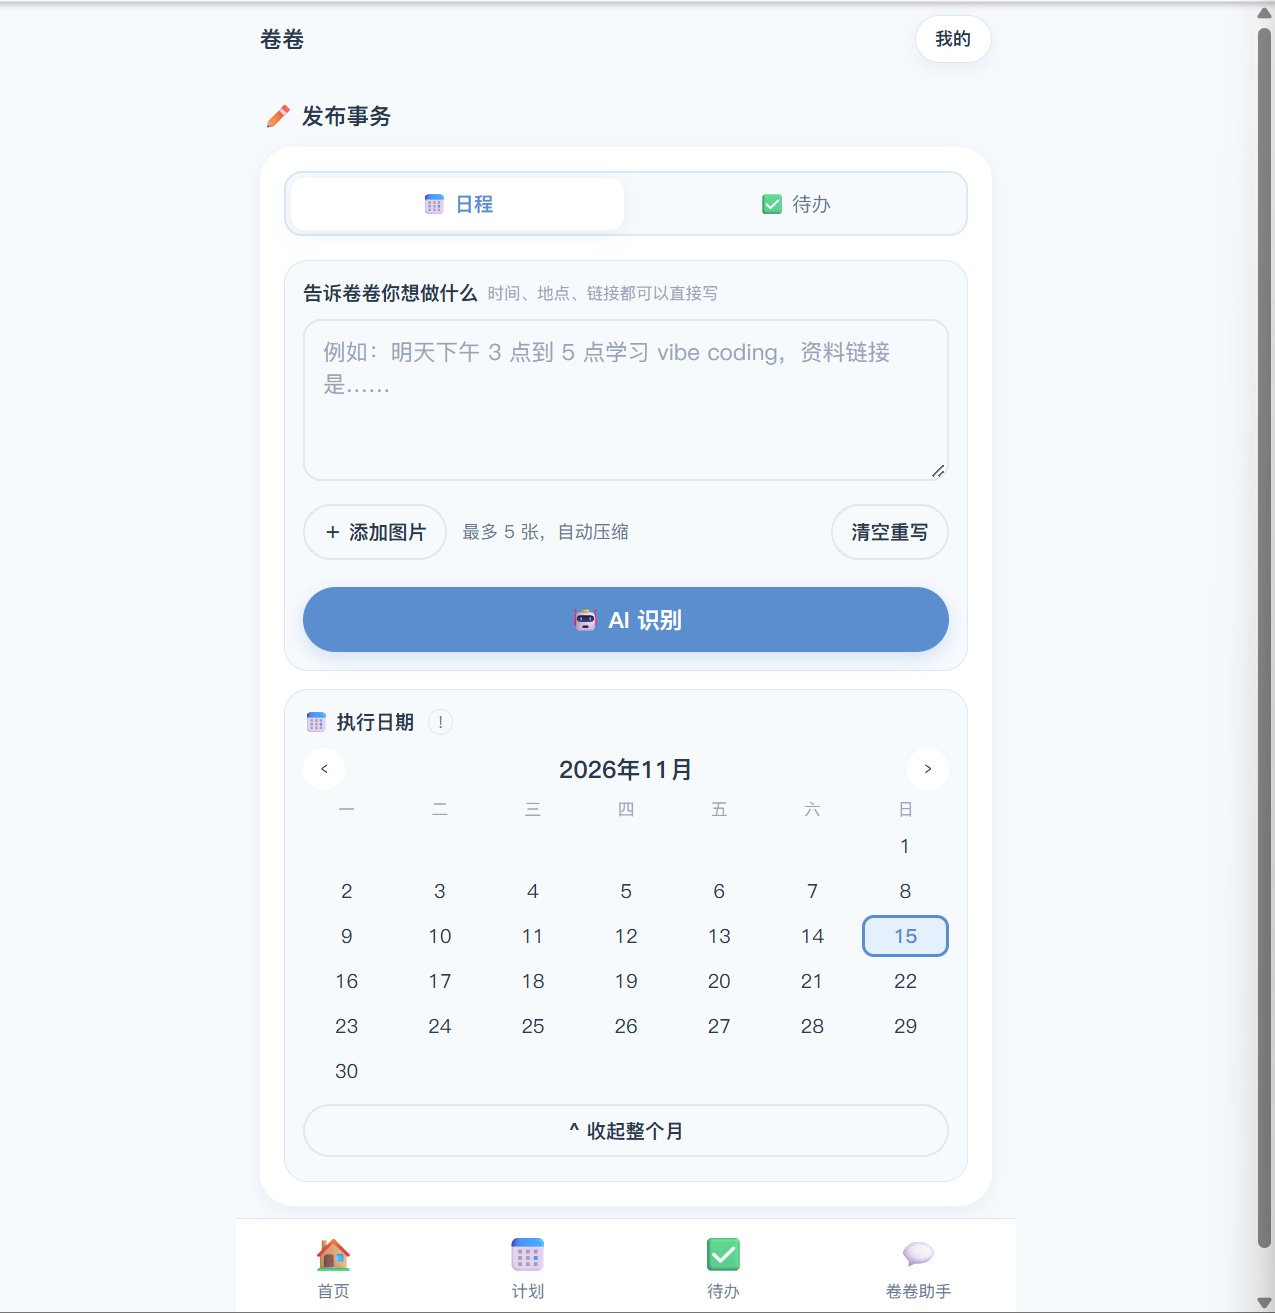 卷卷
我的
发布事务
日程
待办
告诉卷卷你想做什么 时间、地点、链接都可以直接写
例如：明天下午 3 点到 5 点学习 vibe coding，资料链接
是……
+ 添加图片 最多 5 张，自动压缩 清空重写
AI 识别
执行日期 !
< 2026年11月 >
一 二 三 四 五 六 日
1
2 3 4 5 6 7 8
9 10 11 12 13 14 15
16 17 18 19 20 21 22
23 24 25 26 27 28 29
30
^ 收起整个月
首页 计划 待办 卷卷助手